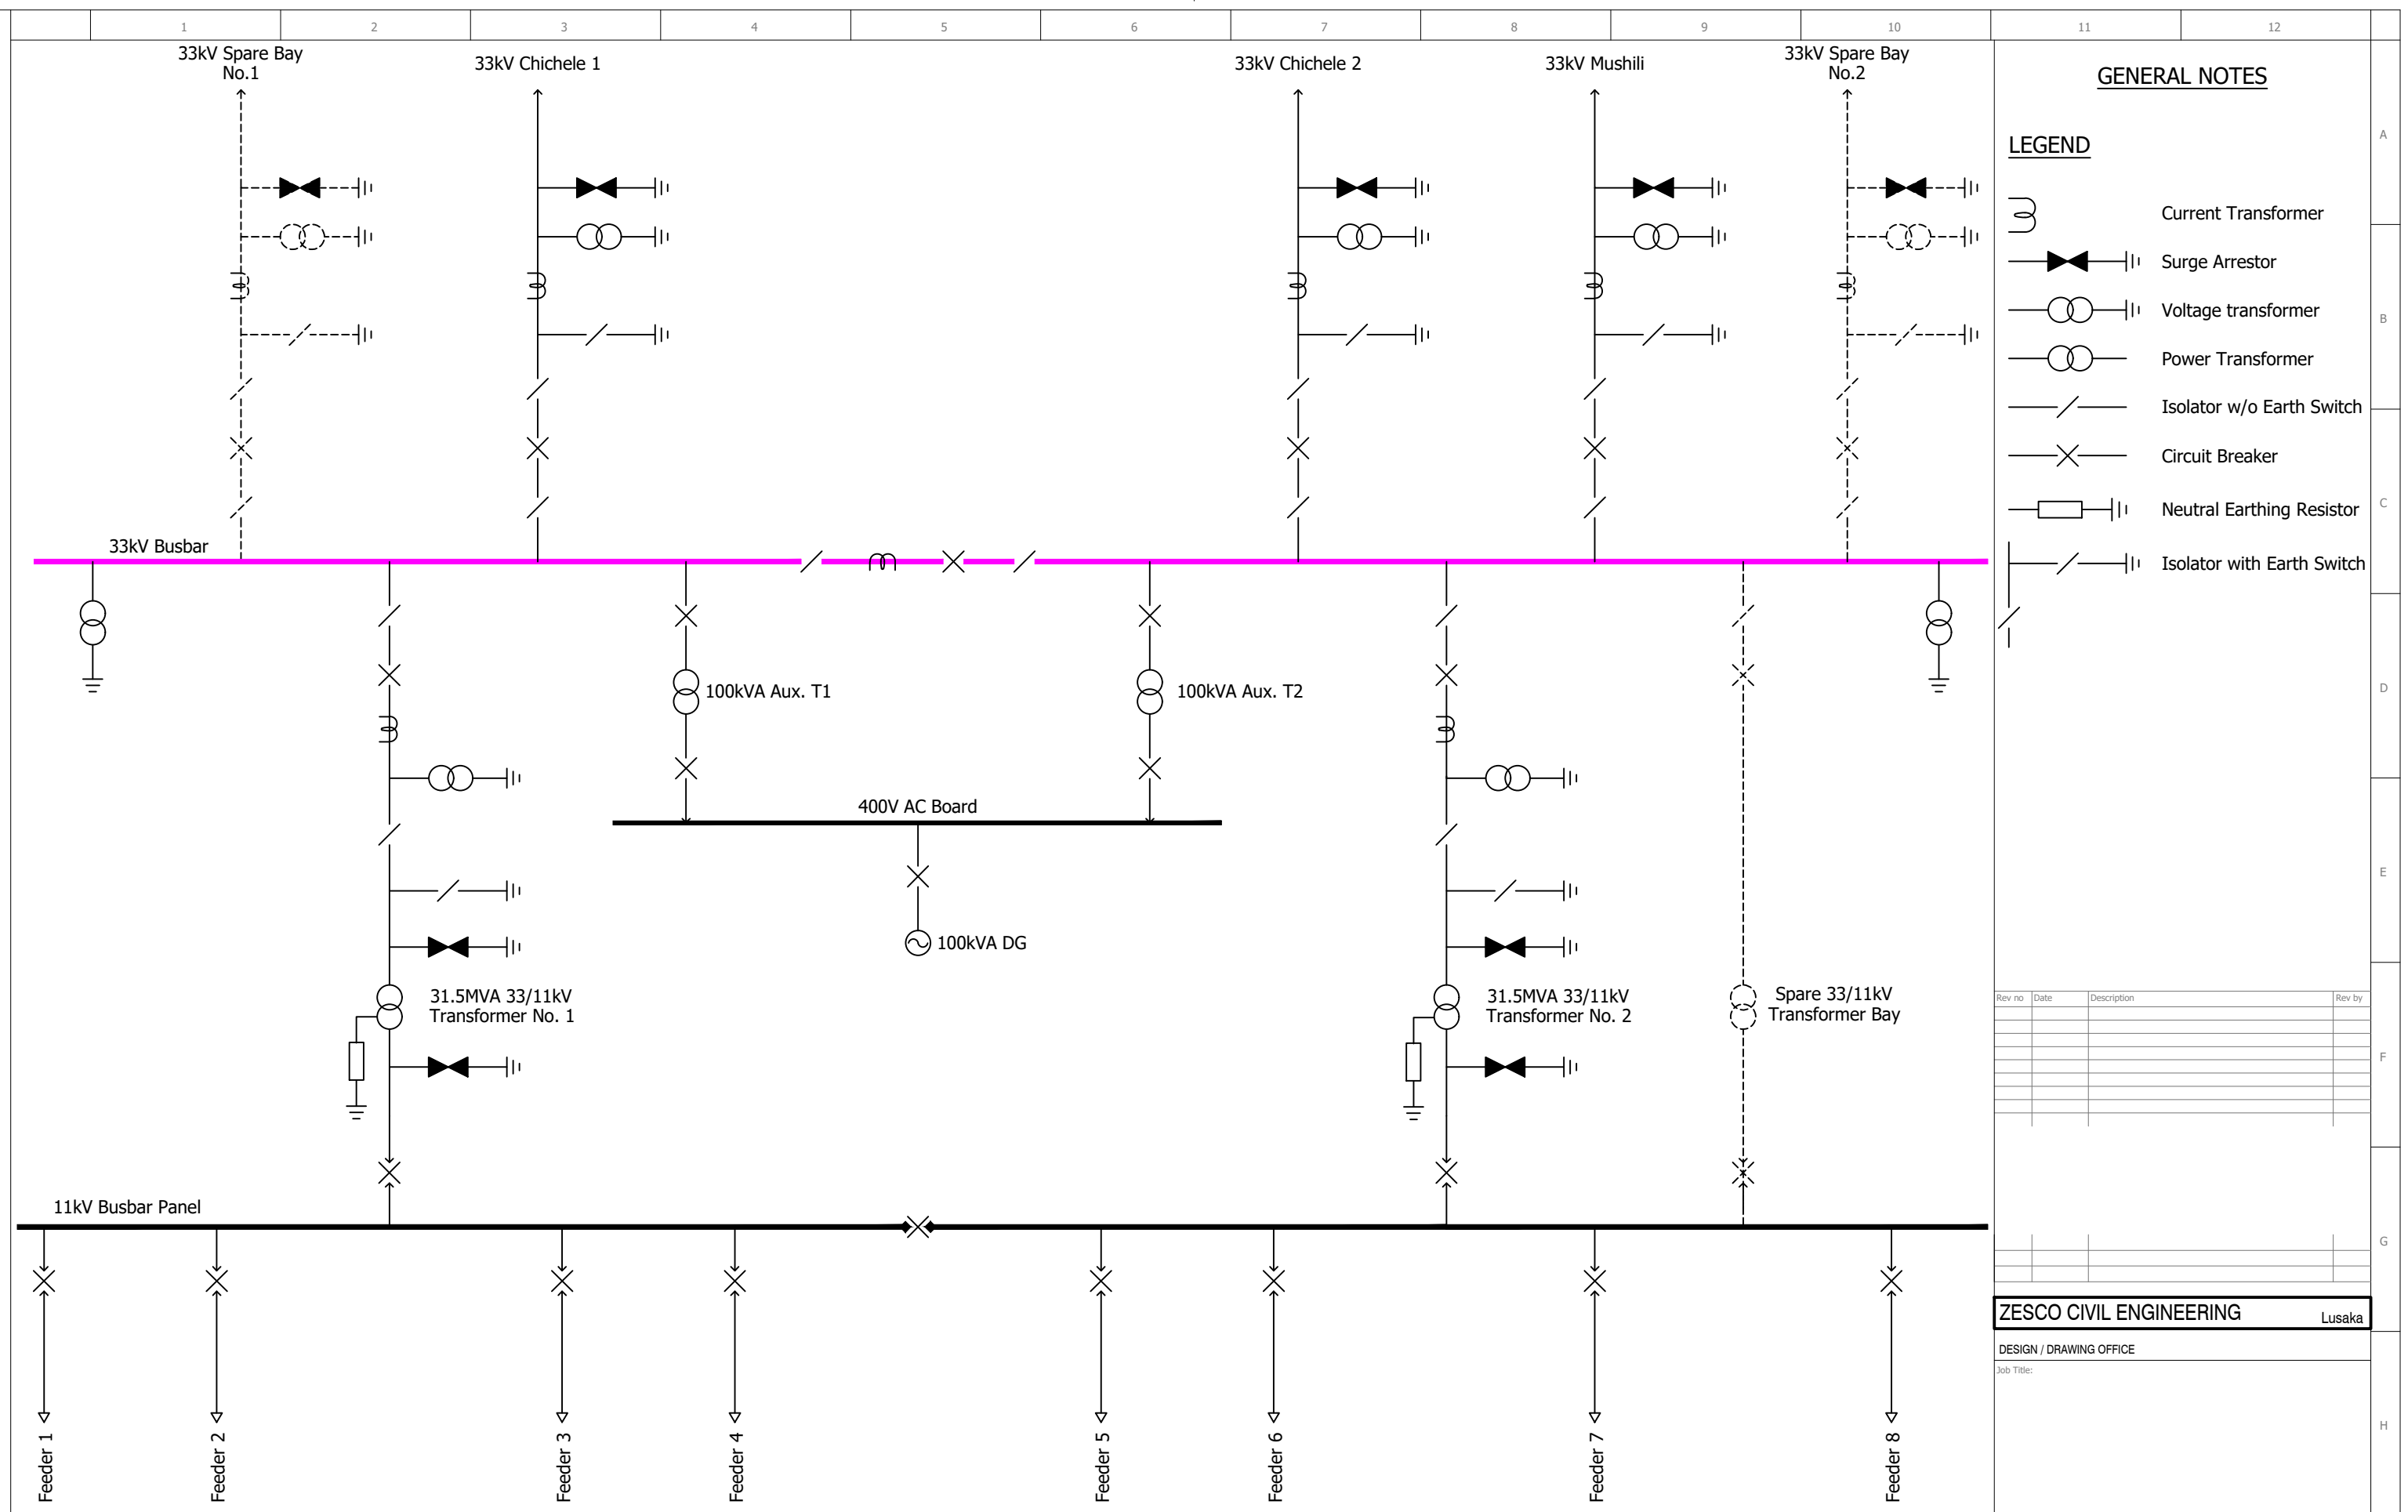 1 2 3 4 5 6 7 8 9 10 11 12
33kV Spare Bay
No.1
33kV Chichele 1
33kV Chichele 2
33kV Mushili
33kV Spare Bay
No.2
GENERAL NOTES
LEGEND
Current Transformer
Surge Arrestor
Voltage transformer
Power Transformer
Isolator w/o Earth Switch
Circuit Breaker
Neutral Earthing Resistor
Isolator with Earth Switch
A
B
C
D
E
F
G
H
33kV Busbar
100kVA Aux. T1
100kVA Aux. T2
400V AC Board
100kVA DG
31.5MVA 33/11kV
Transformer No. 1
31.5MVA 33/11kV
Transformer No. 2
Spare 33/11kV
Transformer Bay
11kV Busbar Panel
Feeder 1
Feeder 2
Feeder 3
Feeder 4
Feeder 5
Feeder 6
Feeder 7
Feeder 8
Rev no Date Description Rev by
ZESCO CIVIL ENGINEERING Lusaka
DESIGN / DRAWING OFFICE
Job Title: